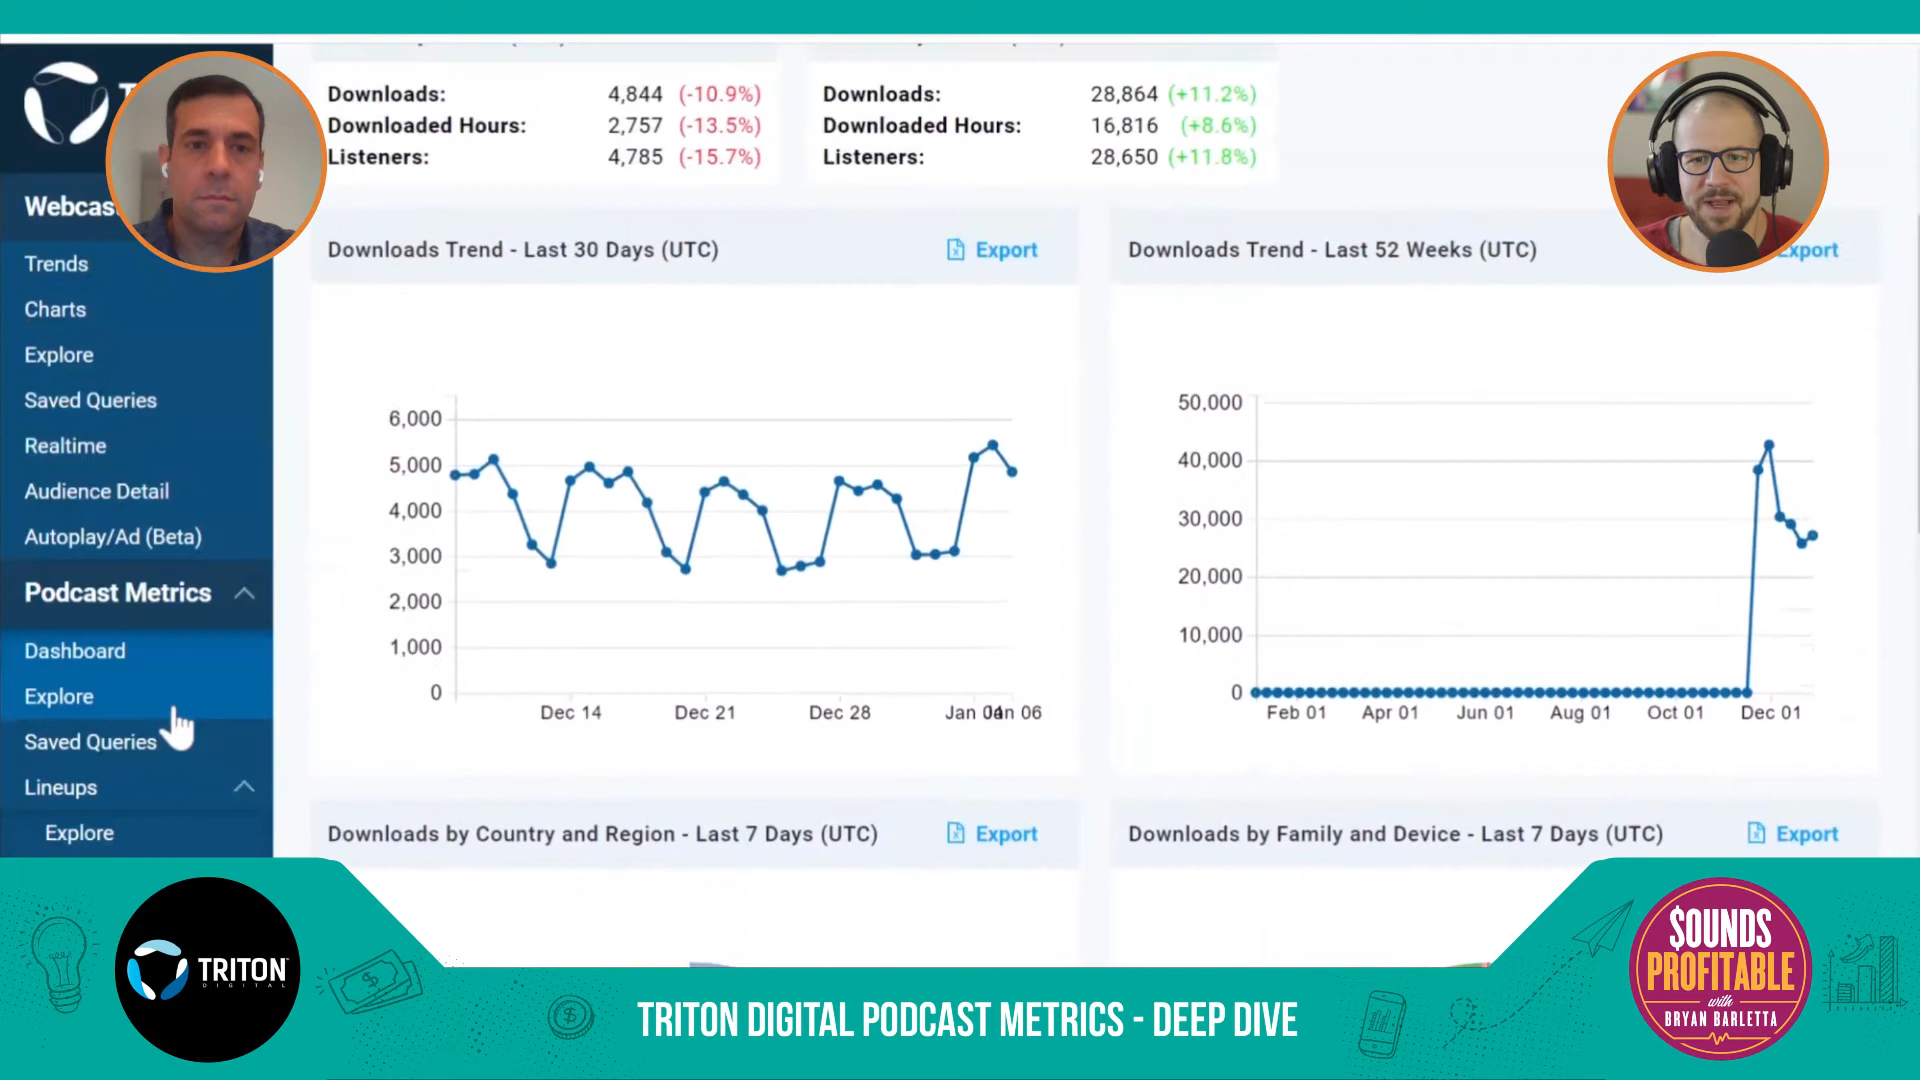 Downloads: 4,844 (-10.9%)
Downloaded Hours: 2,757 (-13.5%)
Listeners: 4,785 (-15.7%)
Downloads: 28,864 (+11.2%)
Downloaded Hours: 16,816 (+8.6%)
Listeners: 28,650 (+11.8%)
Trends
Charts
Explore
Saved Queries
Realtime
Audience Detail
Autoplay/Ad (Beta)
Podcast Metrics
Dashboard
Explore
Saved Queries
Lineups
Explore
Downloads Trend - Last 30 Days (UTC)
Export
6,000
5,000
4,000
3,000
2,000
1,000
0
Dec 14 Dec 21 Dec 28 Jan 04 Jan 06
Downloads Trend - Last 52 Weeks (UTC)
Export
50,000
40,000
30,000
20,000
10,000
0
Feb 01 Apr 01 Jun 01 Aug 01 Oct 01 Dec 01
Downloads by Country and Region - Last 7 Days (UTC)
Export
Downloads by Family and Device - Last 7 Days (UTC)
Export
TRITON
DIGITAL
TRITON DIGITAL PODCAST METRICS - DEEP DIVE
$OUNDS
PROFITABLE
with
BRYAN BARLETTA